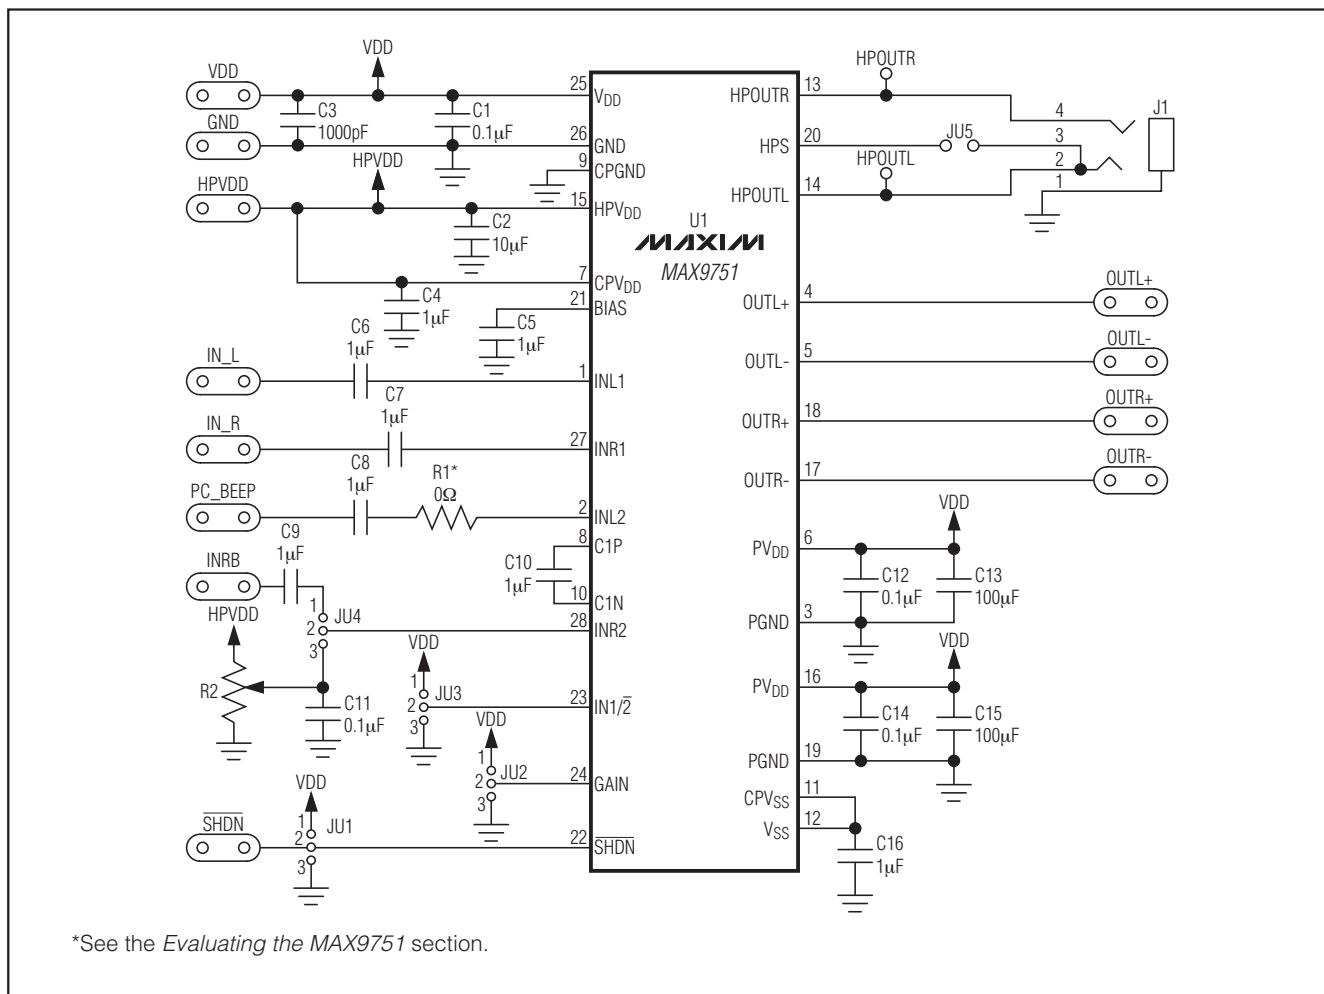 VDD
GND
HPVDD
VDD
C3
1000pF
C1
0.1µF
HPVDD
C2
10µF
C4
1µF
C5
1µF
IN_L
C6
1µF
IN_R
C7
1µF
PC_BEEP
C8
1µF
R1*
0Ω
INRB
C9
1µF
C10
1µF
HPVDD
R2
1
2
3
JU4
C11
0.1µF
VDD
1
2
3
JU3
VDD
1
2
3
JU2
SHDN
VDD
1
2
3
JU1
25 VDD
26 GND
9 CPGND
15 HPVDD
7 CPVDD
21 BIAS
1 INL1
27 INR1
2 INL2
8 C1P
10 C1N
28 INR2
23 IN1/2
24 GAIN
22 SHDN
U1
MAXIM
MAX9751
HPOUTR 13
HPS 20
HPOUTL 14
OUTL+ 4
OUTL- 5
OUTR+ 18
OUTR- 17
PVDD 6
PGND 3
PVDD 16
PGND 19
CPVSS 11
VSS 12
HPOUTR
JU5
HPOUTL
4
3
2
1
J1
OUTL+
OUTL-
OUTR+
OUTR-
VDD
C12
0.1µF
C13
100µF
VDD
C14
0.1µF
C15
100µF
C16
1µF
*See the Evaluating the MAX9751 section.